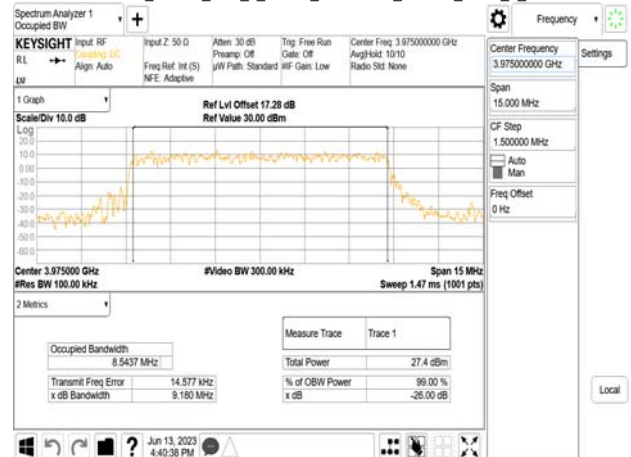 Spectrum Analyzer 1
Occupied BW
Frequency
KEYSIGHT
Input: RF
Coupling: DC
Align: Auto
Input Z: 50 Ω
Freq Ref: Int (S)
NFE: Adaptive
Atten: 30 dB
Preamp: Off
µW Path: Standard
Trig: Free Run
Gate: Off
#IF Gain: Low
Center Freq: 3.975000000 GHz
Avg|Hold: 10/10
Radio Std: None
RL
LV
Center Frequency
3.975000000 GHz
Settings
Span
15.000 MHz
CF Step
1.500000 MHz
Auto
Man
Freq Offset
0 Hz
Local
1 Graph
Scale/Div 10.0 dB
Ref Lvl Offset 17.28 dB
Ref Value 30.00 dBm
Log
20.0
10.0
0.00
-10.0
-20.0
-30.0
-40.0
-50.0
-60.0
Center 3.975000 GHz
#Res BW 100.00 kHz
#Video BW 300.00 kHz
Span 15 MHz
Sweep 1.47 ms (1001 pts)
2 Metrics
Measure Trace
Trace 1
Occupied Bandwidth
8.5437 MHz
Total Power
27.4 dBm
Transmit Freq Error
14.577 kHz
% of OBW Power
99.00 %
x dB Bandwidth
9.180 MHz
x dB
-26.00 dB
?
Jun 13, 2023
4:40:38 PM